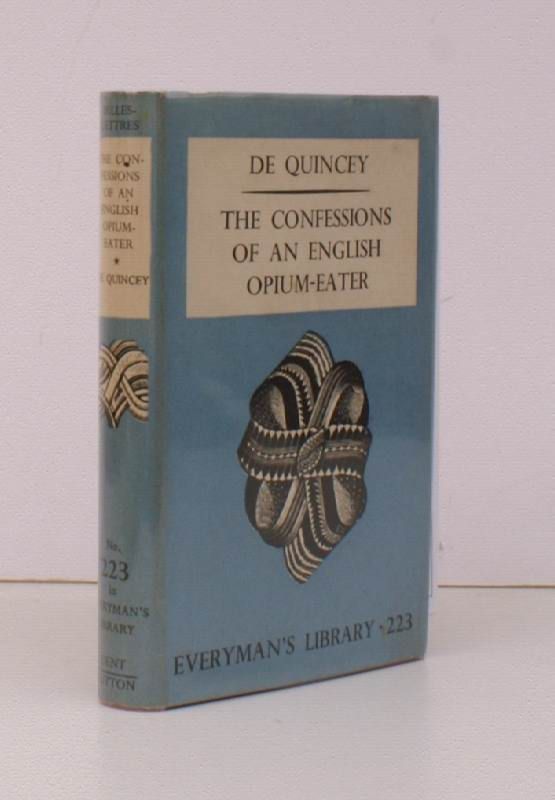 DE QUINCEY
THE CONFESSIONS
OF AN ENGLISH
OPIUM-EATER
EVERYMAN'S LIBRARY · 223
BELLES-
LETTRES
THE CON-
FESSIONS
OF AN
ENGLISH
OPIUM-
EATER
★
DE QUINCEY
No.
223
in
EVERYMAN'S
LIBRARY
DENT
DUTTON